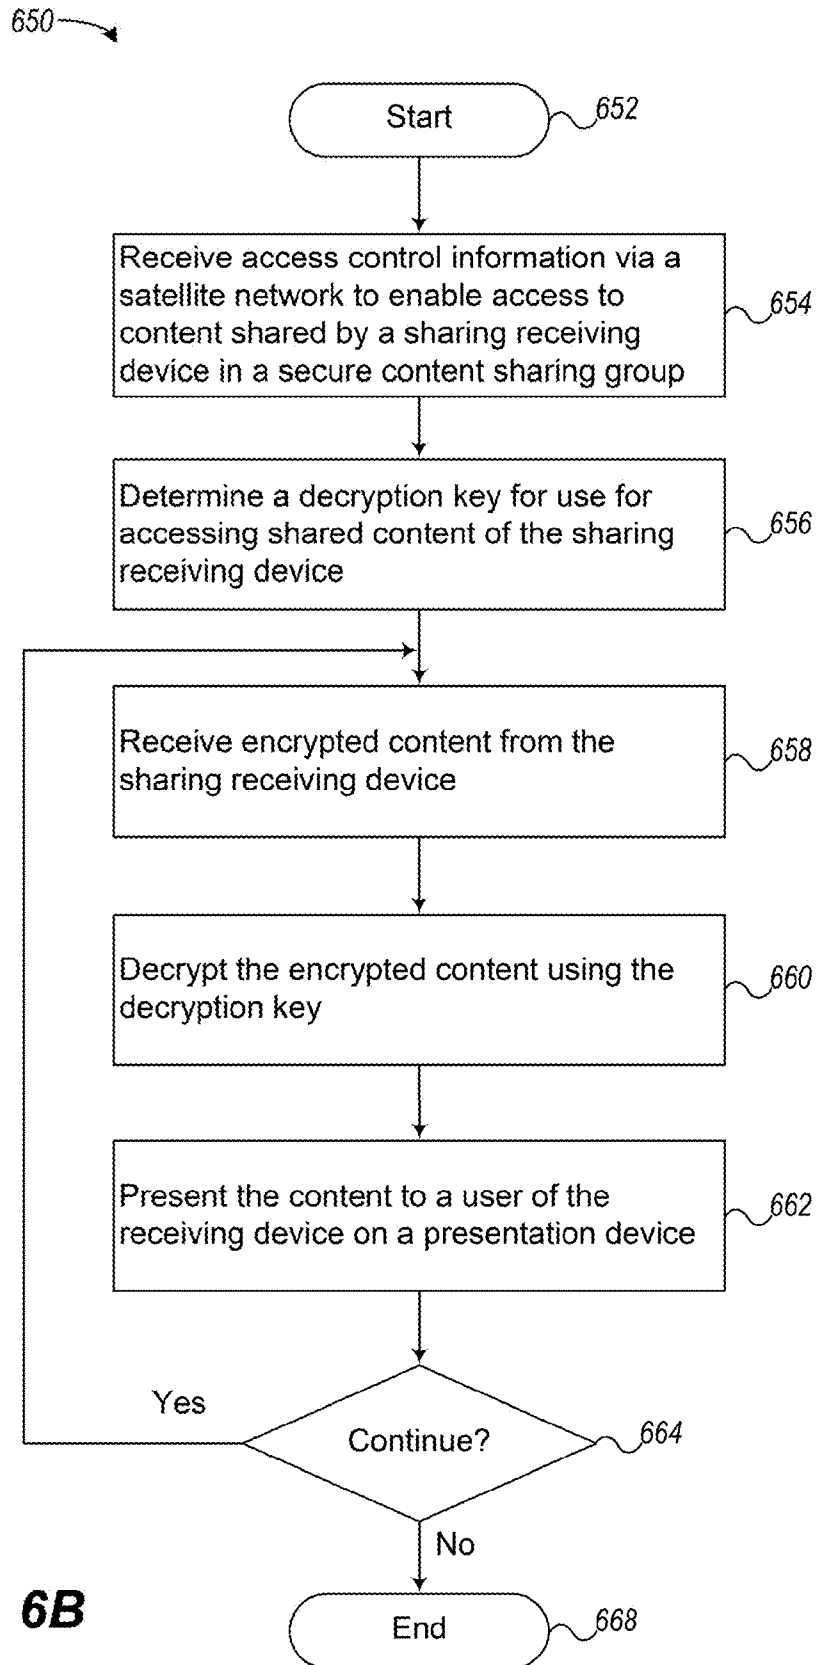 650
Start
652
Receive access control information via a
satellite network to enable access to
content shared by a sharing receiving
device in a secure content sharing group
654
Determine a decryption key for use for
accessing shared content of the sharing
receiving device
656
Receive encrypted content from the
sharing receiving device
658
Decrypt the encrypted content using the
decryption key
660
Present the content to a user of the
receiving device on a presentation device
662
Yes
Continue?
664
No
6B
End
668